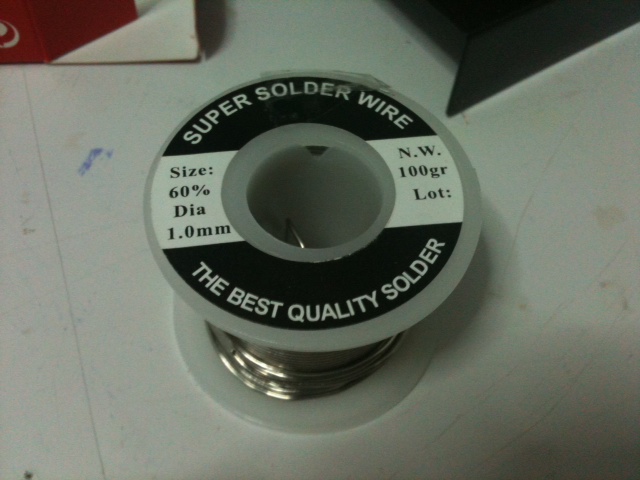 SUPER SOLDER WIRE
Size:
60%
Dia
1.0mm
N.W.
100gr
Lot:
THE BEST QUALITY SOLDER